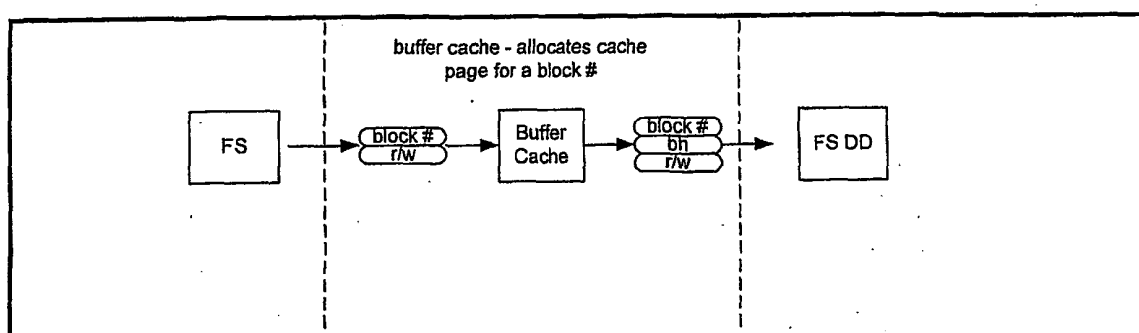 buffer cache - allocates cache
page for a block #
FS
block #
r/w
Buffer
Cache
block #
bh
r/w
FS DD